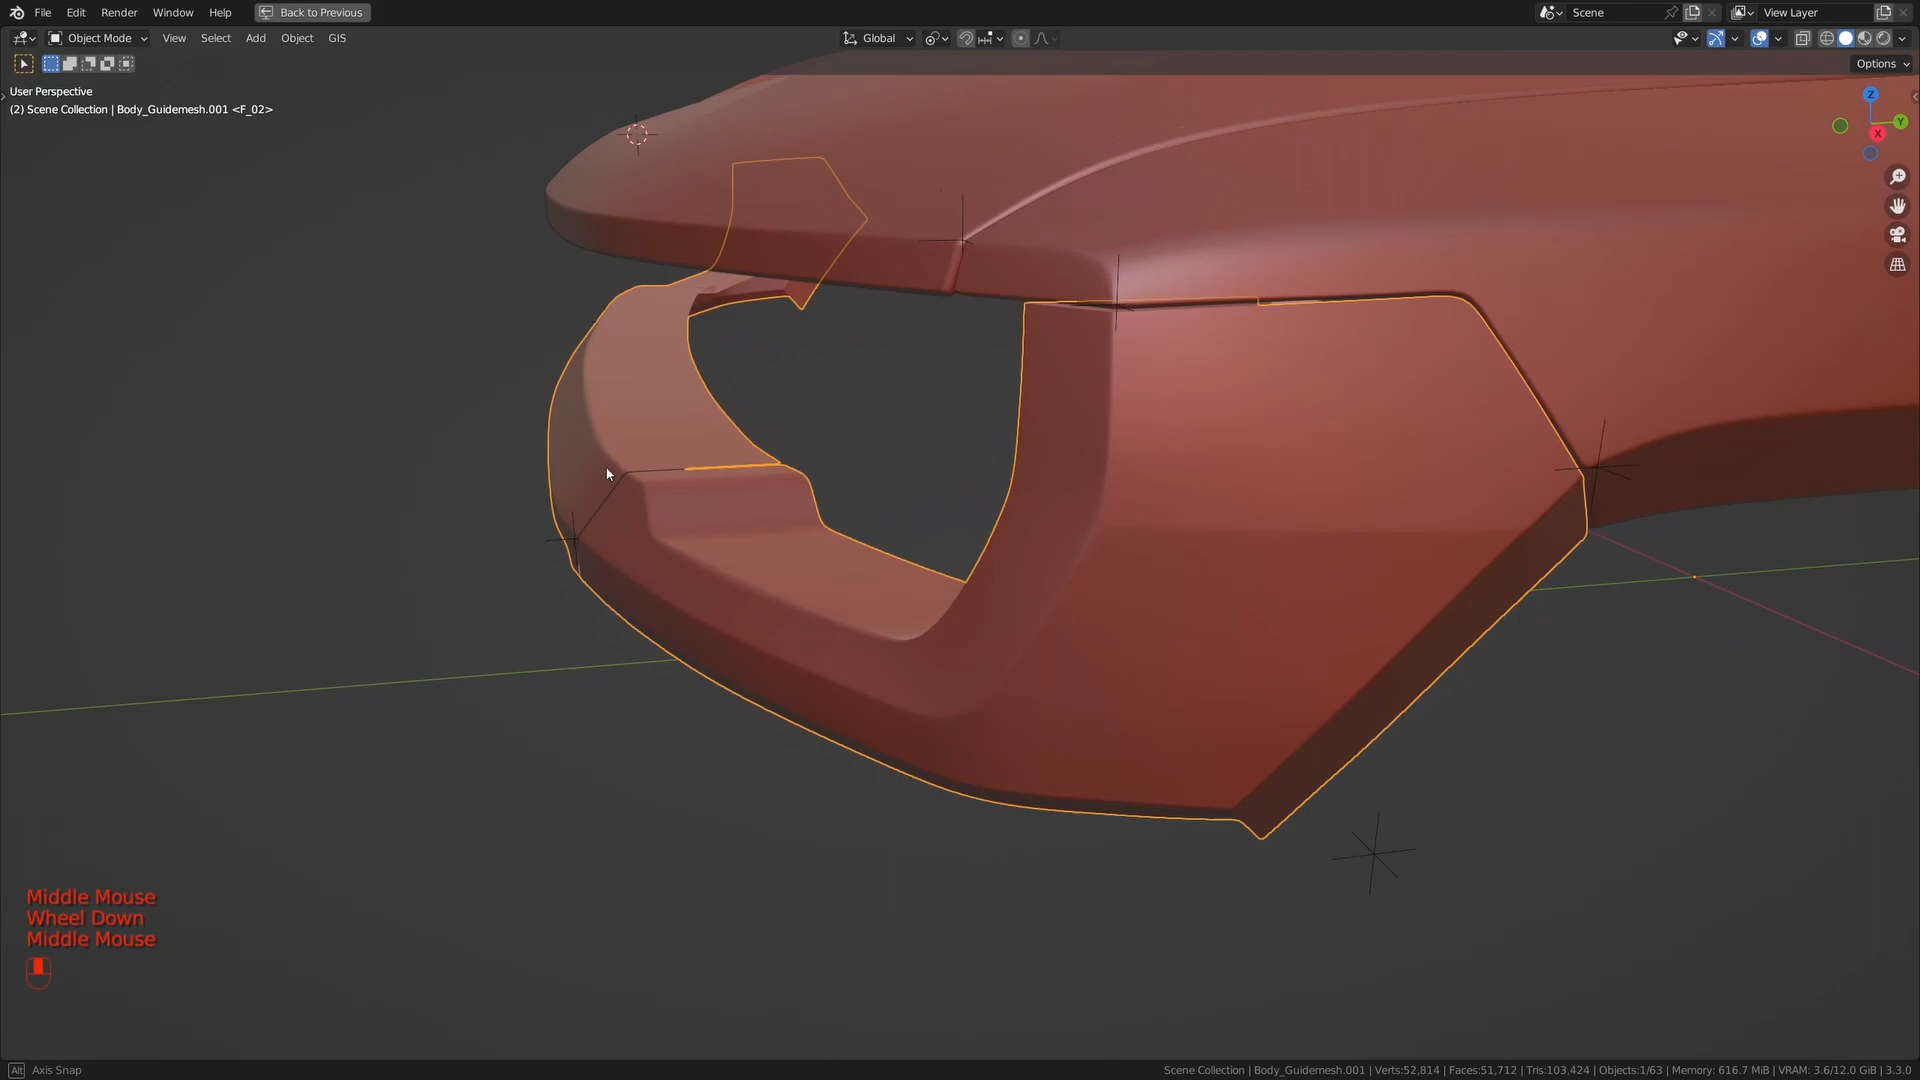 File Edit Render Window Help Back to Previous Scene View Layer
Object Mode View Select Add Object GIS Global
Options
User Perspective
(2) Scene Collection | Body_Guidemesh.001 <F_02>
Z
Y
X
Middle Mouse
Wheel Down
Middle Mouse
Alt Axis Snap Scene Collection | Body_Guidemesh.001 | Verts:52,814 | Faces:51,712 | Tris:103,424 | Objects:1/63 | Memory: 616.7 MiB | VRAM: 3.6/12.0 GiB | 3.3.0